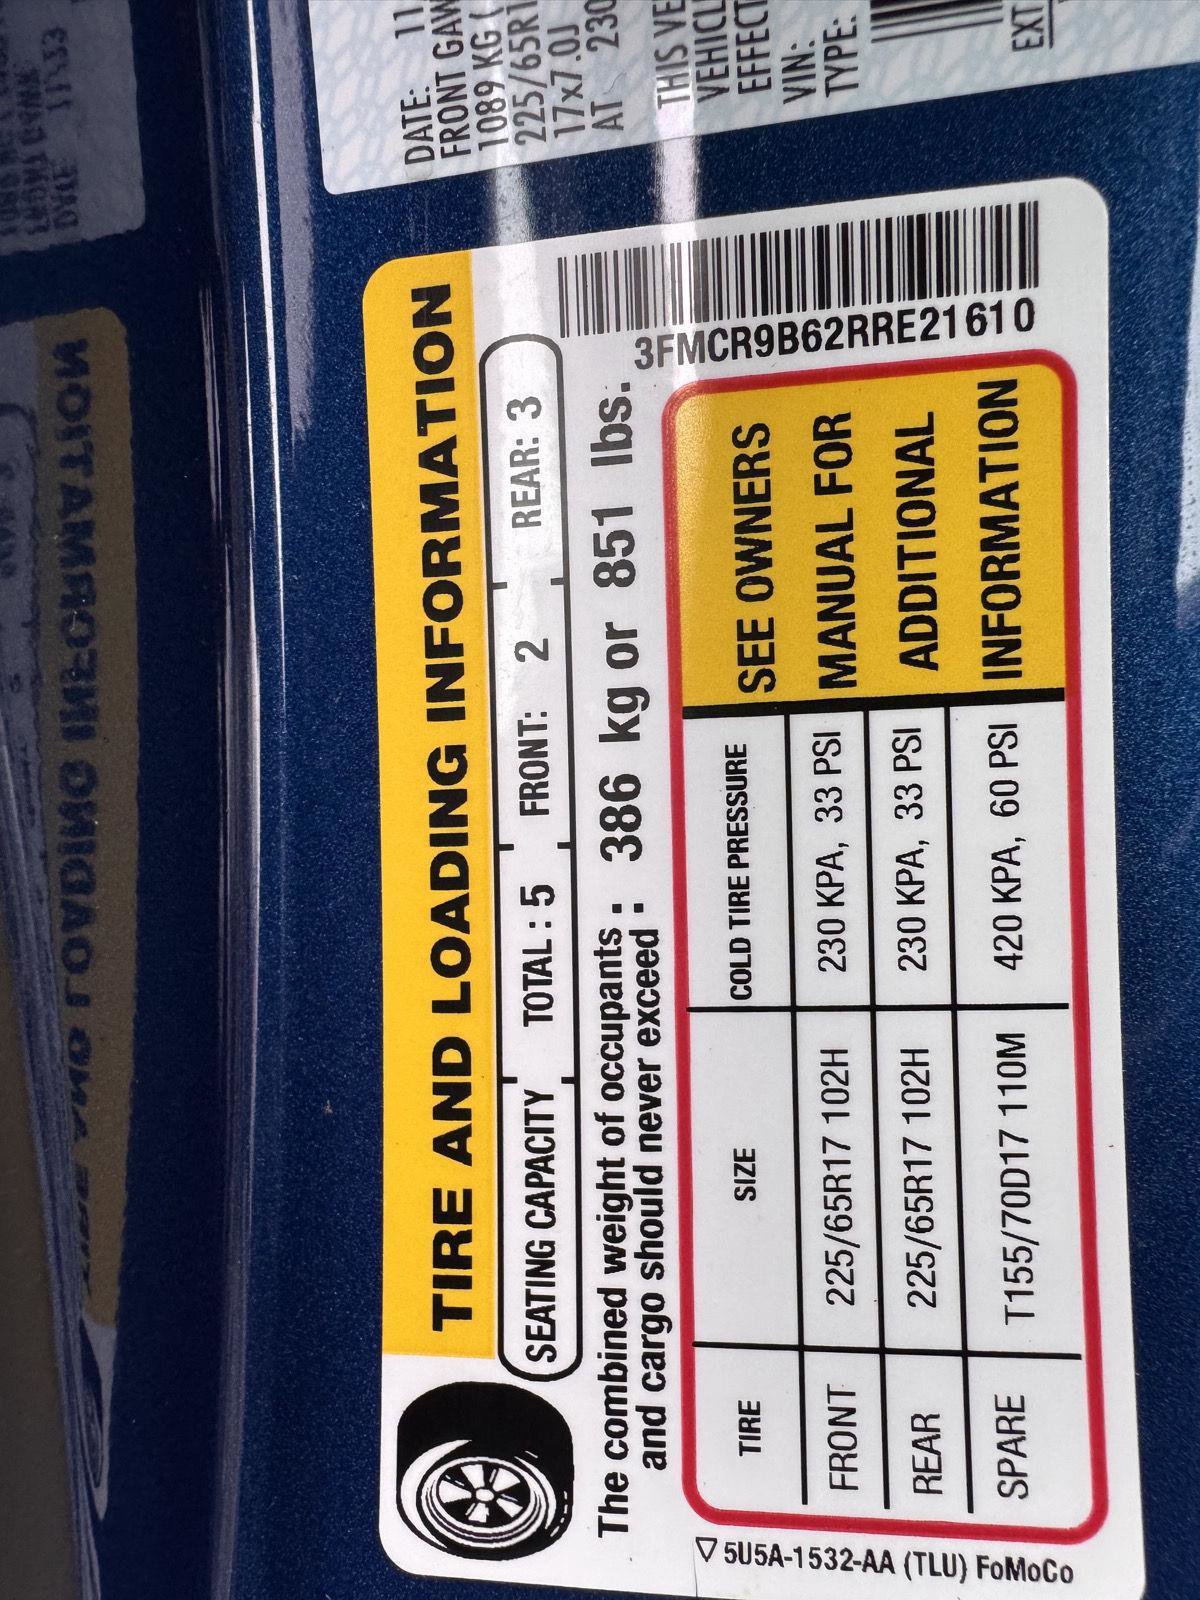 TIRE AND LOADING INFORMATION
SEATING CAPACITY TOTAL : 5 FRONT: 2 REAR: 3
The combined weight of occupants : 386 kg or 851 lbs.
and cargo should never exceed :
3FMCR9B62RRE21610
TIRE SIZE COLD TIRE PRESSURE
FRONT 225/65R17 102H 230 KPA, 33 PSI
REAR 225/65R17 102H 230 KPA, 33 PSI
SPARE T155/70D17 110M 420 KPA, 60 PSI
SEE OWNERS
MANUAL FOR
ADDITIONAL
INFORMATION
5U5A-1532-AA (TLU) FoMoCo
DATE: 11
FRONT GAW
1089 KG (
225/65R1
17x7.0J
AT 230
THIS VE
VEHICL
EFFECT
VIN:
TYPE:
EXT